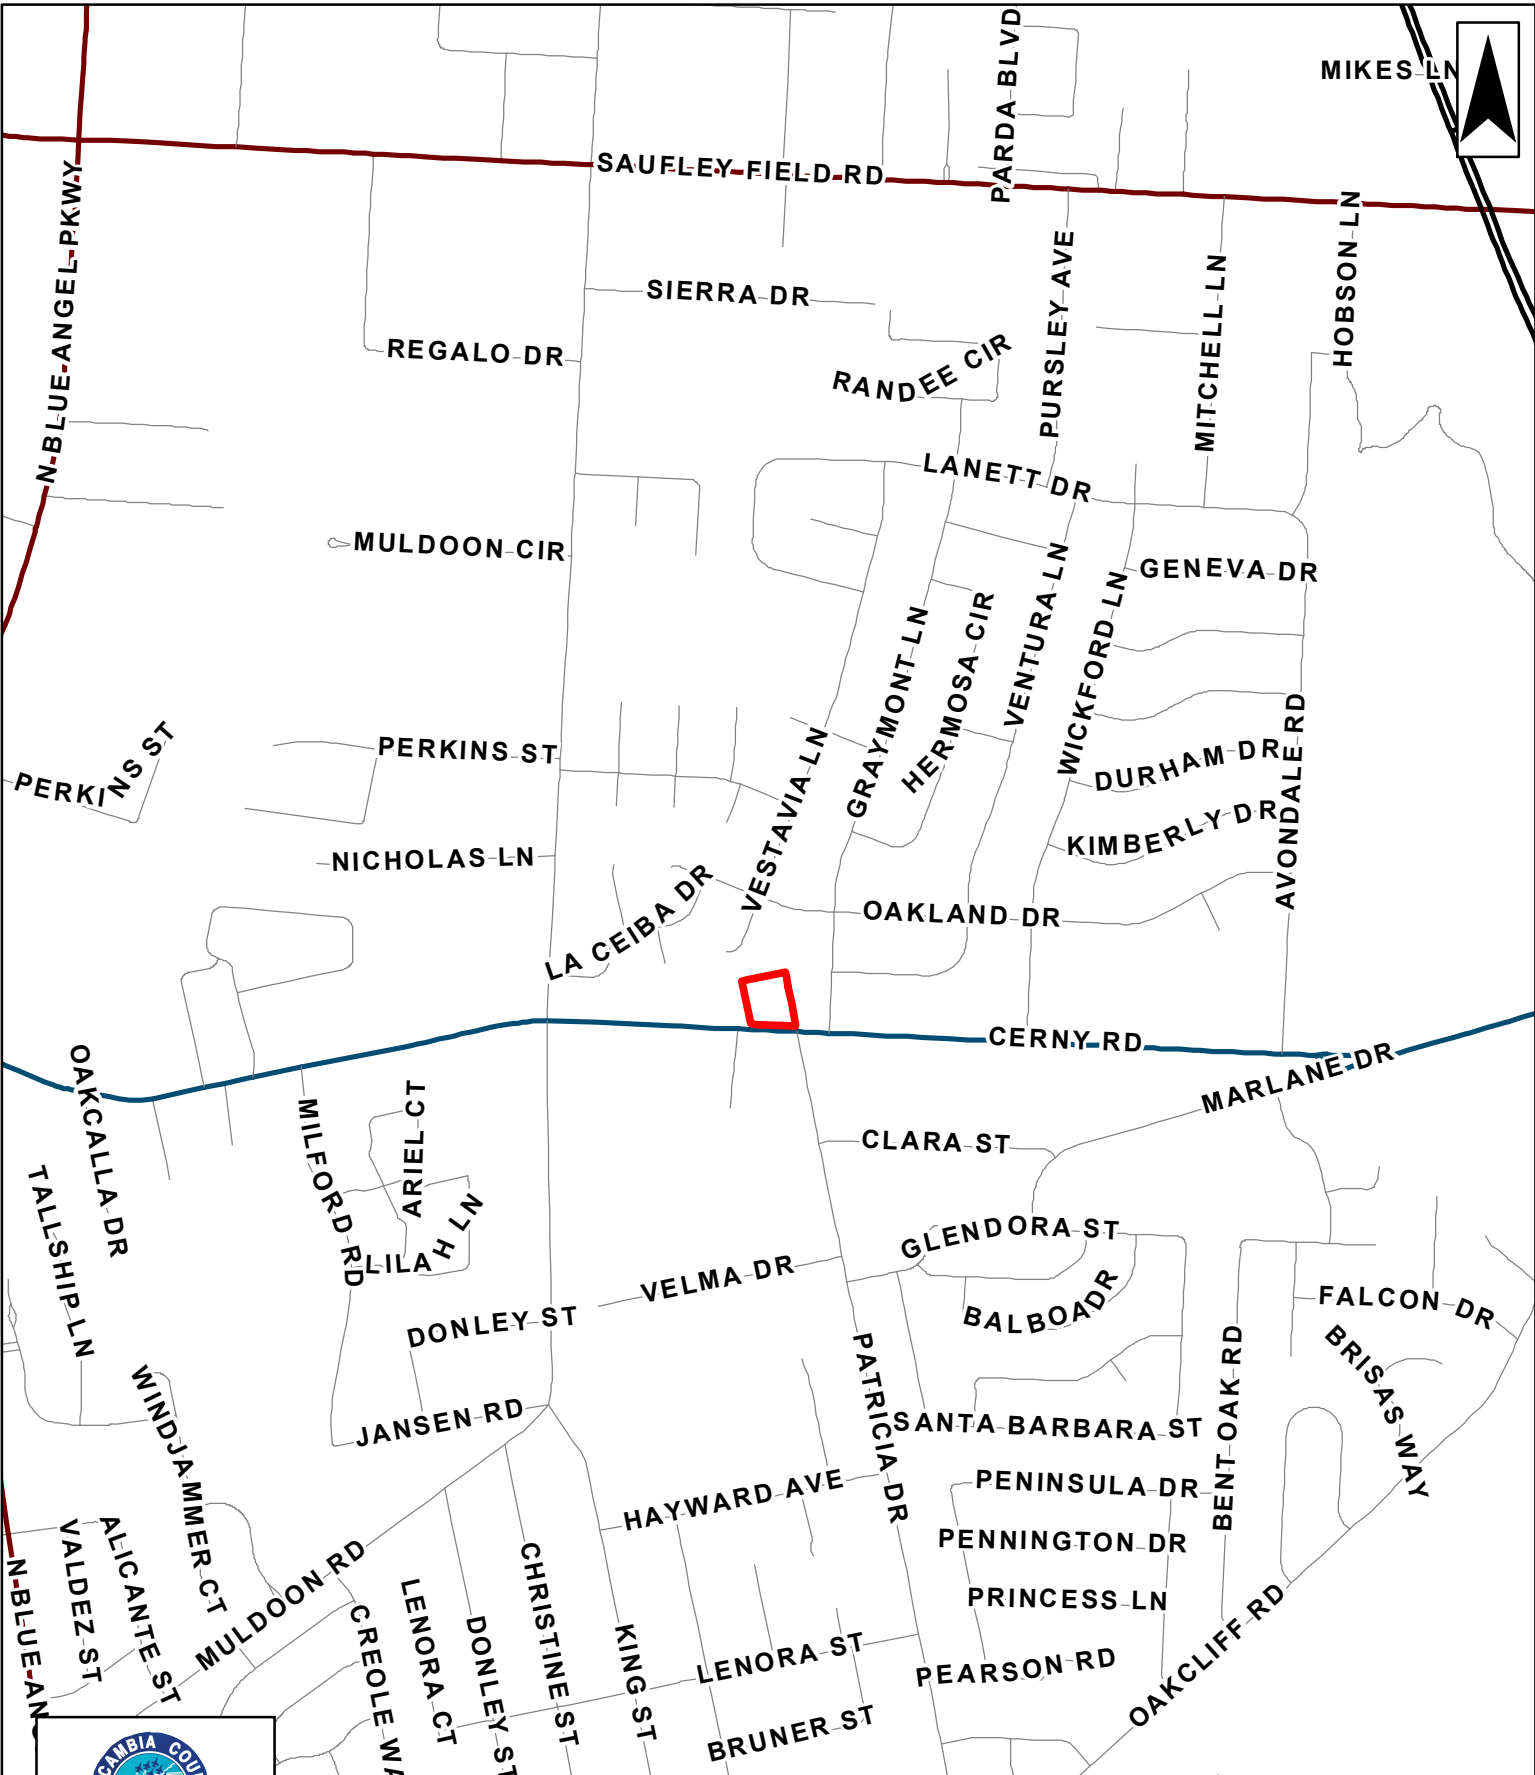 PARDA BLVD
MIKES LN
SAUFLEY FIELD RD
N BLUE ANGEL PKWY
HOBSON LN
PURSLEY AVE
MITCHELL LN
SIERRA DR
REGALO DR
RANDEE CIR
LANETT DR
MULDOON CIR
GENEVA DR
VENTURA LN
WICKFORD LN
HERMOSA CIR
GRAYMONT LN
AVONDALE RD
PERKINS ST
PERKINS ST
VESTAVIA LN
DURHAM DR
KIMBERLY DR
NICHOLAS LN
LA CEIBA DR
OAKLAND DR
CERNY RD
MARLANE DR
OAKCALLA DR
MILFORD RD
ARIEL CT
CLARA ST
TALLSHIP LN
LILAH LN
GLENDORA ST
VELMA DR
BALBOA DR
FALCON DR
DONLEY ST
BRISAS WAY
PATRICIA DR
BENT OAK RD
WINDJAMMER CT
JANSEN RD
SANTA BARBARA ST
PENINSULA DR
HAYWARD AVE
PENNINGTON DR
VALDEZ ST
ALICANTE ST
MULDOON RD
PRINCESS LN
N BLUE AN
CREOLE WA
LENORA CT
DONLEY ST
CHRISTINE ST
KING ST
LENORA ST
PEARSON RD
OAKCLIFF RD
BRUNER ST
CAMBIA COU